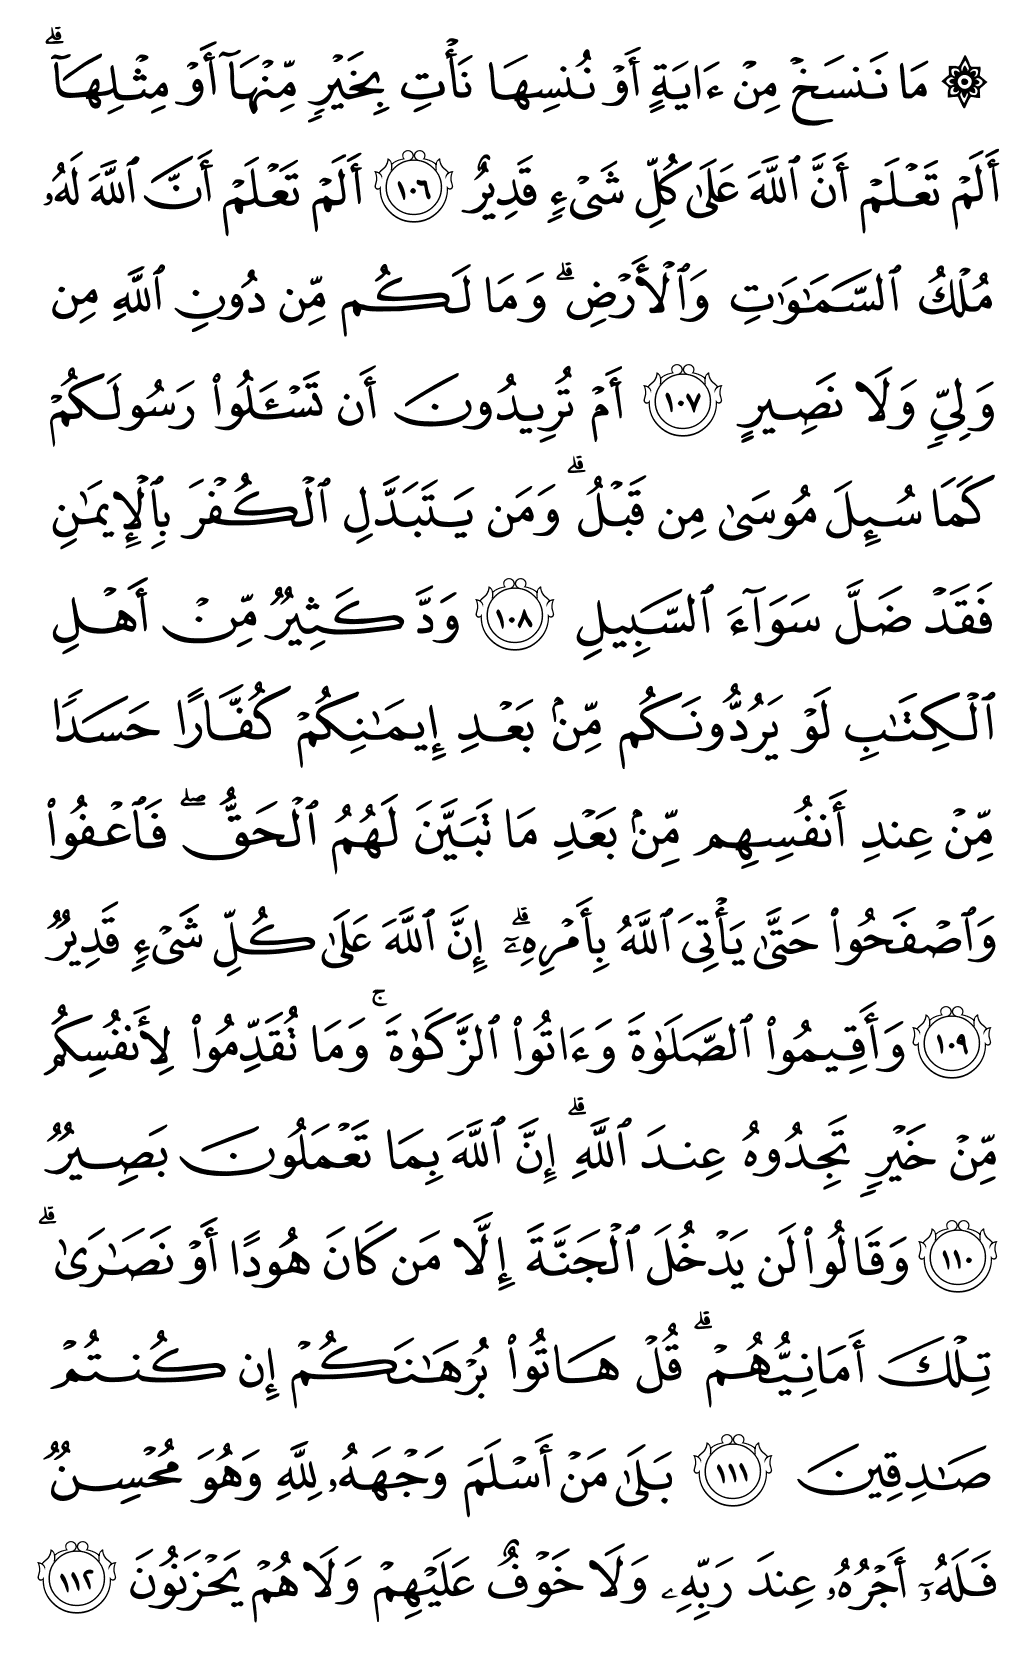 ۞ مَا نَنسَخْ مِنْ ءَايَةٍ أَوْ نُنسِهَا نَأْتِ بِخَيْرٍ مِّنْهَآ أَوْ مِثْلِهَآ ۗ
أَلَمْ تَعْلَمْ أَنَّ ٱللَّهَ عَلَىٰ كُلِّ شَىْءٍ قَدِيرٌ ١٠٦ أَلَمْ تَعْلَمْ أَنَّ ٱللَّهَ لَهُۥ
مُلْكُ ٱلسَّمَـٰوَٰتِ وَٱلْأَرْضِ ۗ وَمَا لَكُم مِّن دُونِ ٱللَّهِ مِن
وَلِىٍّ وَلَا نَصِيرٍ ١٠٧ أَمْ تُرِيدُونَ أَن تَسْـَٔلُوا۟ رَسُولَكُمْ
كَمَا سُئِلَ مُوسَىٰ مِن قَبْلُ ۗ وَمَن يَتَبَدَّلِ ٱلْكُفْرَ بِٱلْإِيمَـٰنِ
فَقَدْ ضَلَّ سَوَآءَ ٱلسَّبِيلِ ١٠٨ وَدَّ كَثِيرٌ مِّنْ أَهْلِ
ٱلْكِتَـٰبِ لَوْ يَرُدُّونَكُم مِّنۢ بَعْدِ إِيمَـٰنِكُمْ كُفَّارًا حَسَدًا
مِّنْ عِندِ أَنفُسِهِم مِّنۢ بَعْدِ مَا تَبَيَّنَ لَهُمُ ٱلْحَقُّ ۖ فَٱعْفُوا۟
وَٱصْفَحُوا۟ حَتَّىٰ يَأْتِىَ ٱللَّهُ بِأَمْرِهِۦٓ ۗ إِنَّ ٱللَّهَ عَلَىٰ كُلِّ شَىْءٍ قَدِيرٌ
١٠٩ وَأَقِيمُوا۟ ٱلصَّلَوٰةَ وَءَاتُوا۟ ٱلزَّكَوٰةَ ۚ وَمَا تُقَدِّمُوا۟ لِأَنفُسِكُم
مِّنْ خَيْرٍ تَجِدُوهُ عِندَ ٱللَّهِ ۗ إِنَّ ٱللَّهَ بِمَا تَعْمَلُونَ بَصِيرٌ
١١٠ وَقَالُوا۟ لَن يَدْخُلَ ٱلْجَنَّةَ إِلَّا مَن كَانَ هُودًا أَوْ نَصَـٰرَىٰ ۗ
تِلْكَ أَمَانِيُّهُمْ ۗ قُلْ هَاتُوا۟ بُرْهَـٰنَكُمْ إِن كُنتُمْ
صَـٰدِقِينَ ١١١ بَلَىٰ مَنْ أَسْلَمَ وَجْهَهُۥ لِلَّهِ وَهُوَ مُحْسِنٌ
فَلَهُۥٓ أَجْرُهُۥ عِندَ رَبِّهِۦ وَلَا خَوْفٌ عَلَيْهِمْ وَلَا هُمْ يَحْزَنُونَ ١١٢